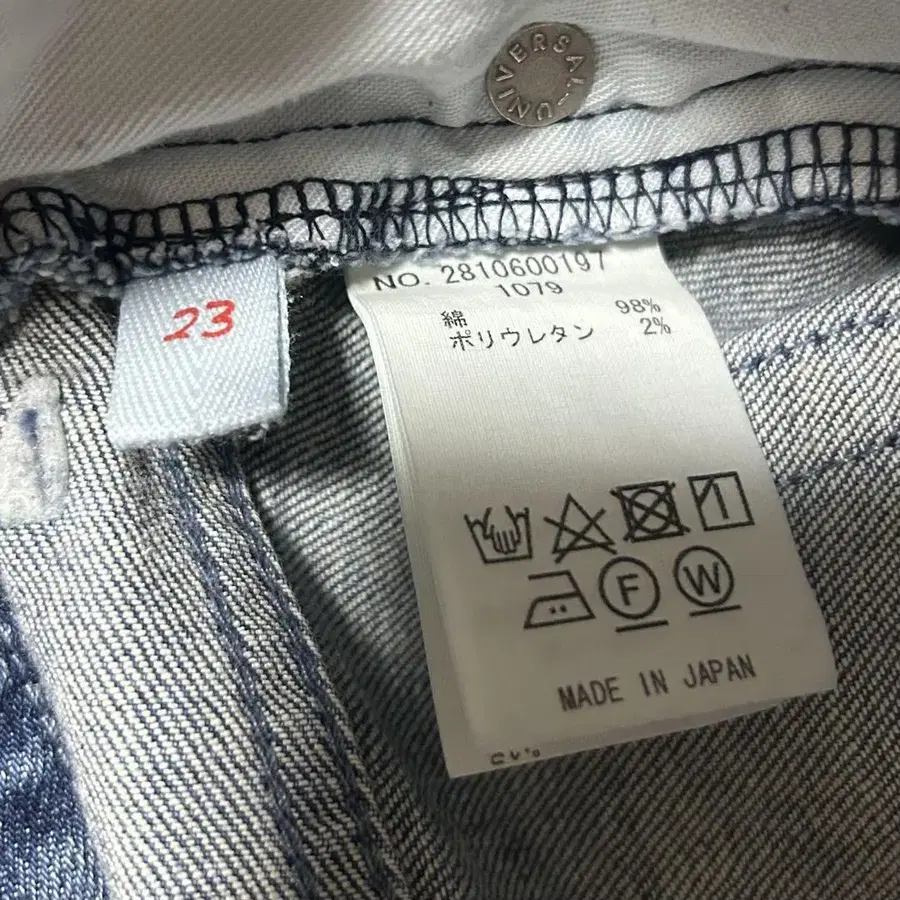 UNIVERSAL
23
NO. 2810600197
1079
綿 98%
ポリウレタン 2%
F W
MADE IN JAPAN